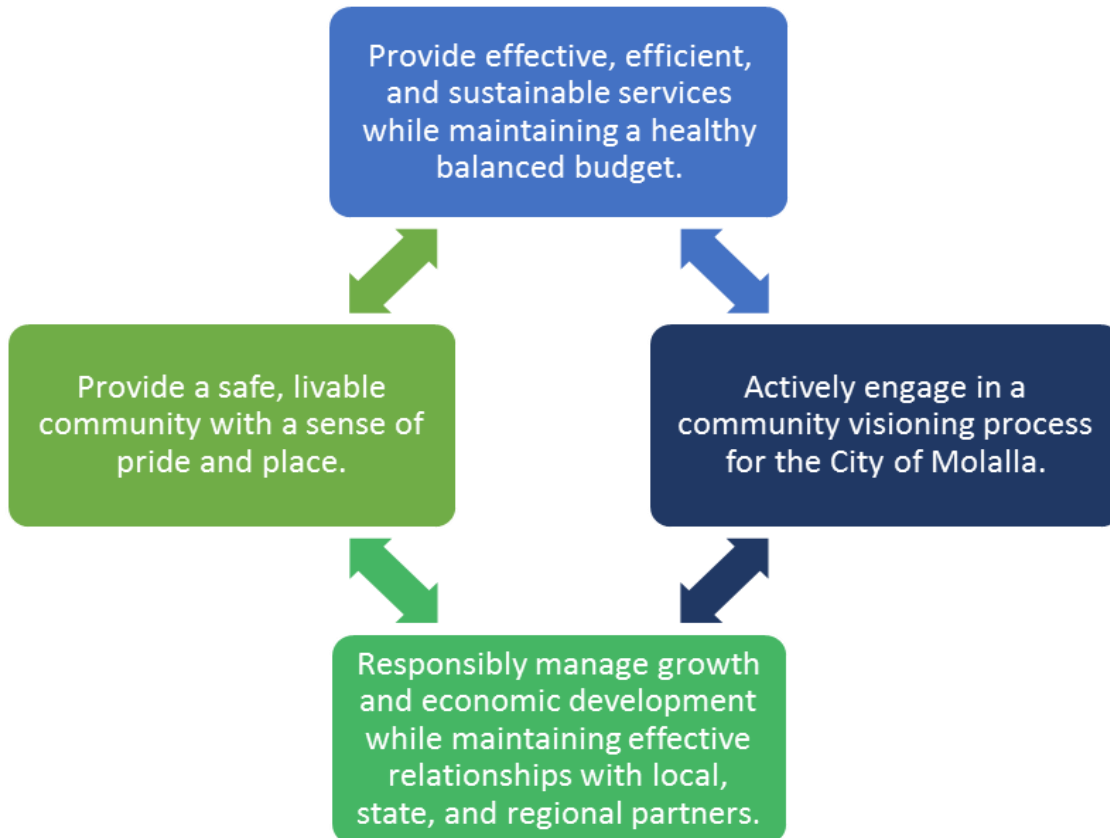 Provide effective, efficient,
and sustainable services
while maintaining a healthy
balanced budget.
Provide a safe, livable
community with a sense of
pride and place.
Actively engage in a
community visioning process
for the City of Molalla.
Responsibly manage growth
and economic development
while maintaining effective
relationships with local,
state, and regional partners.